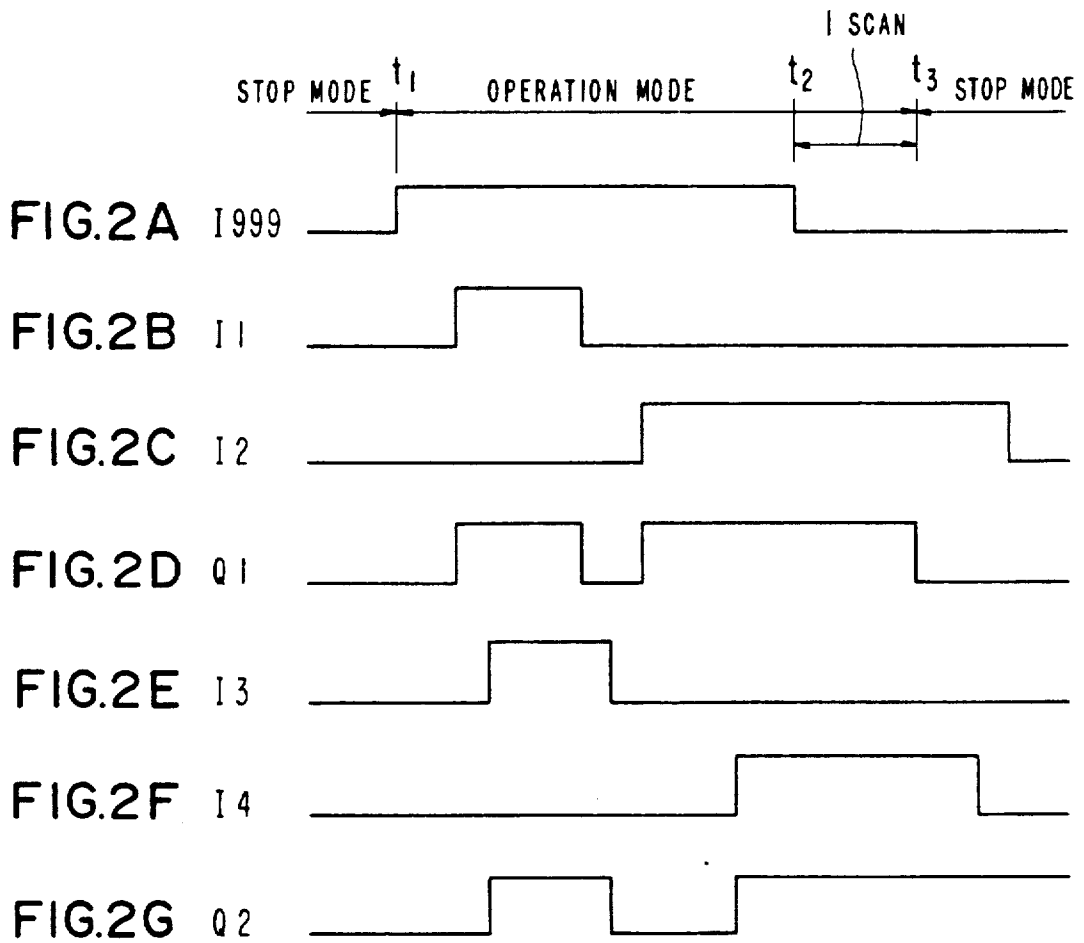 1 SCAN
t1 t2 t3
STOP MODE OPERATION MODE STOP MODE
FIG.2A I999
FIG.2B I1
FIG.2C I2
FIG.2D Q1
FIG.2E I3
FIG.2F I4
FIG.2G Q2